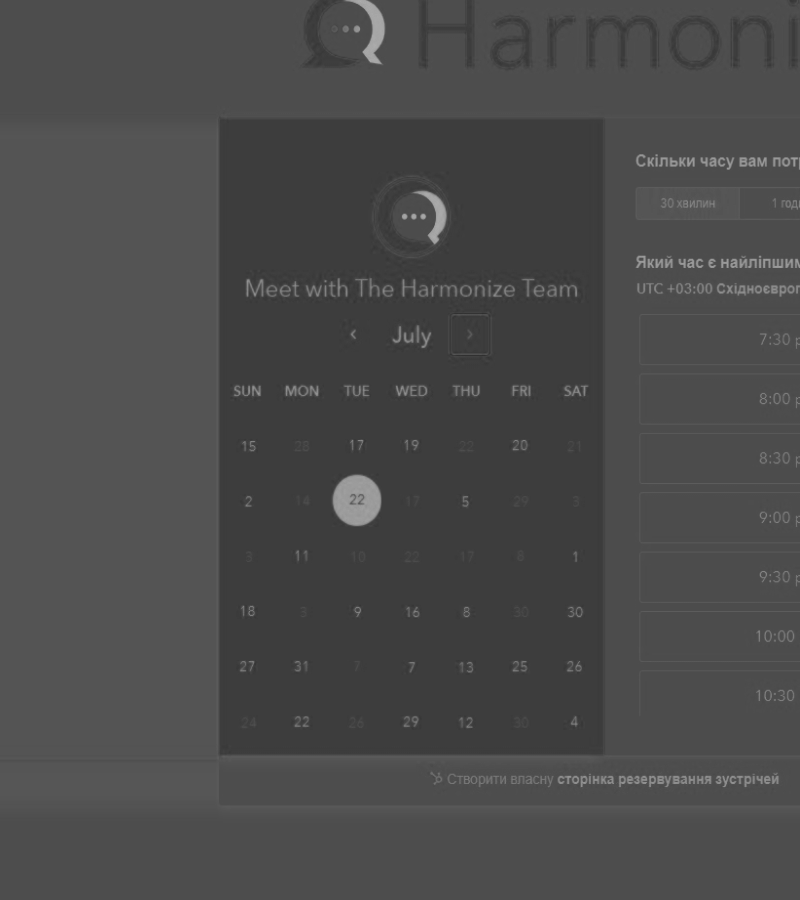 Harmoni
Meet with The Harmonize Team
‹ July ›
SUN MON TUE WED THU FRI SAT
15 28 17 19 22 20 21
2 14 22 17 5 29 3
3 11 10 22 17 8 1
18 3 9 16 8 30 30
27 31 7 7 13 25 26
24 22 26 29 12 30 4
Скільки часу вам потр
30 хвилин 1 годи
Який час є найліпшим
UTC +03:00 Східноєвроп
7:30 p
8:00 p
8:30 p
9:00 p
9:30 p
10:00
10:30
Створити власну сторінка резервування зустрічей